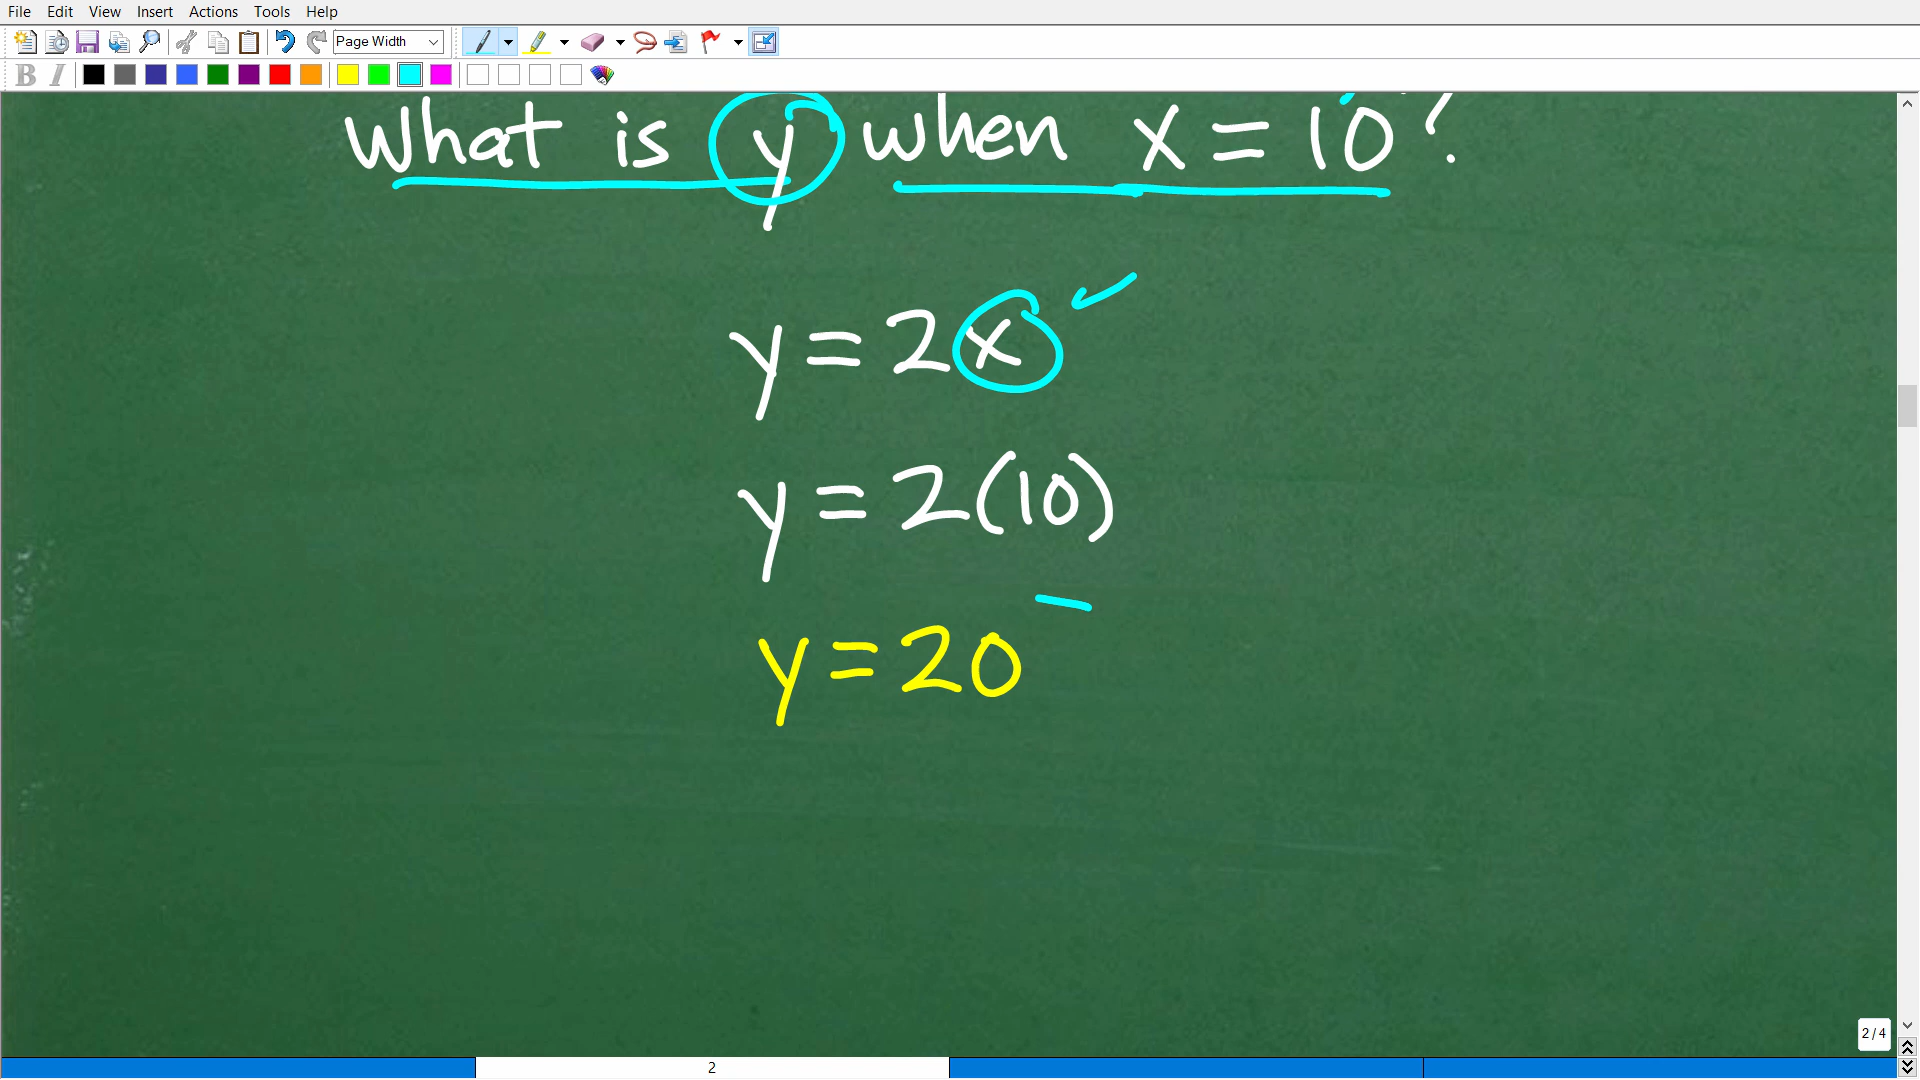 File Edit View Insert Actions Tools Help
Page Width
B I
What is y when x = 10?
y = 2x
y = 2(10)
y = 20
2 / 4
2